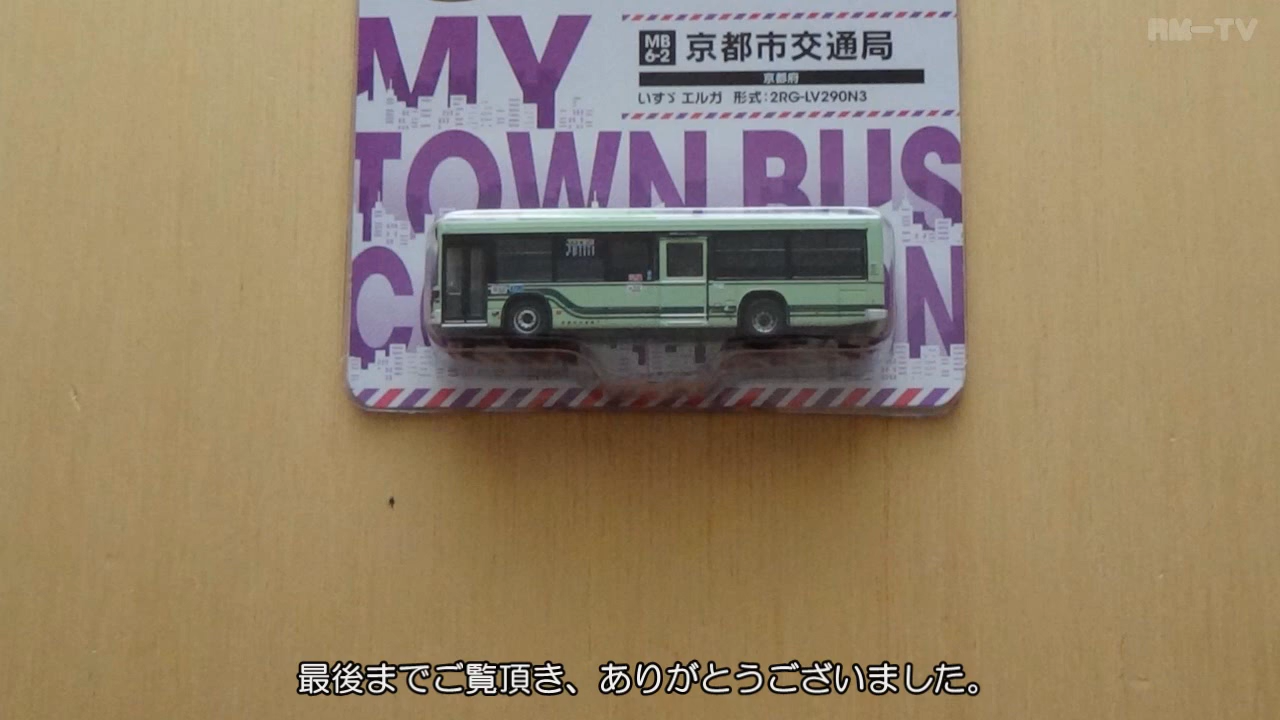 RM-TV
MY
TOWN BUS
MB
6-2
京都市交通局
京都府
いすゞ エルガ 形式:2RG-LV290N3
最後までご覧頂き、ありがとうございました。